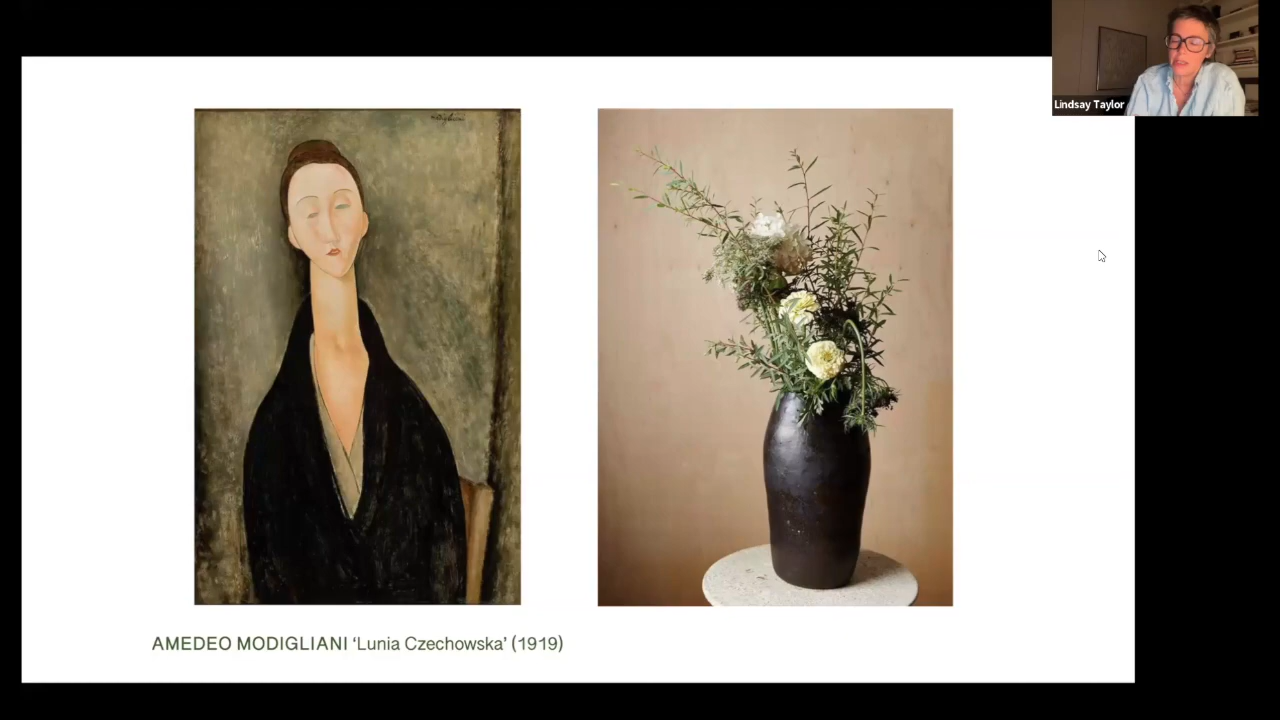 Lindsay Taylor
AMEDEO MODIGLIANI ‘Lunia Czechowska’ (1919)